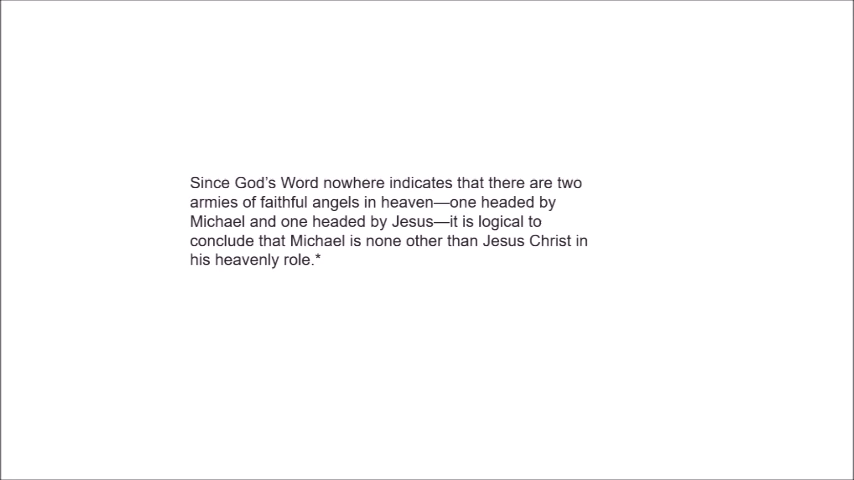 Since God’s Word nowhere indicates that there are two
armies of faithful angels in heaven—one headed by
Michael and one headed by Jesus—it is logical to
conclude that Michael is none other than Jesus Christ in
his heavenly role.*